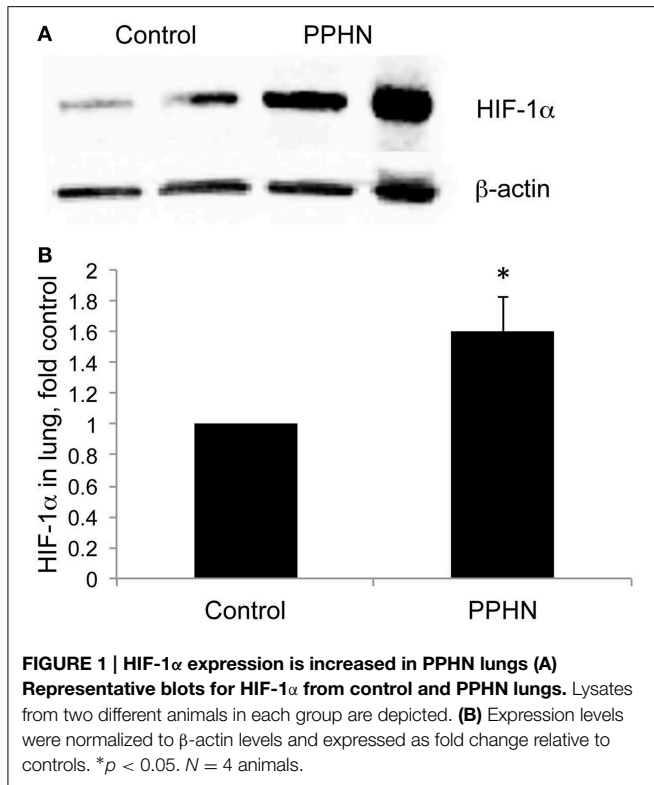 A
Control PPHN
HIF-1α
β-actin
B
HIF-1α in lung, fold control
2
1.8
1.6
1.4
1.2
1
0.8
0.6
0.4
0.2
0
*
Control PPHN
FIGURE 1 | HIF-1α expression is increased in PPHN lungs (A)
Representative blots for HIF-1α from control and PPHN lungs. Lysates
from two different animals in each group are depicted. (B) Expression levels
were normalized to β-actin levels and expressed as fold change relative to
controls. *p < 0.05. N = 4 animals.